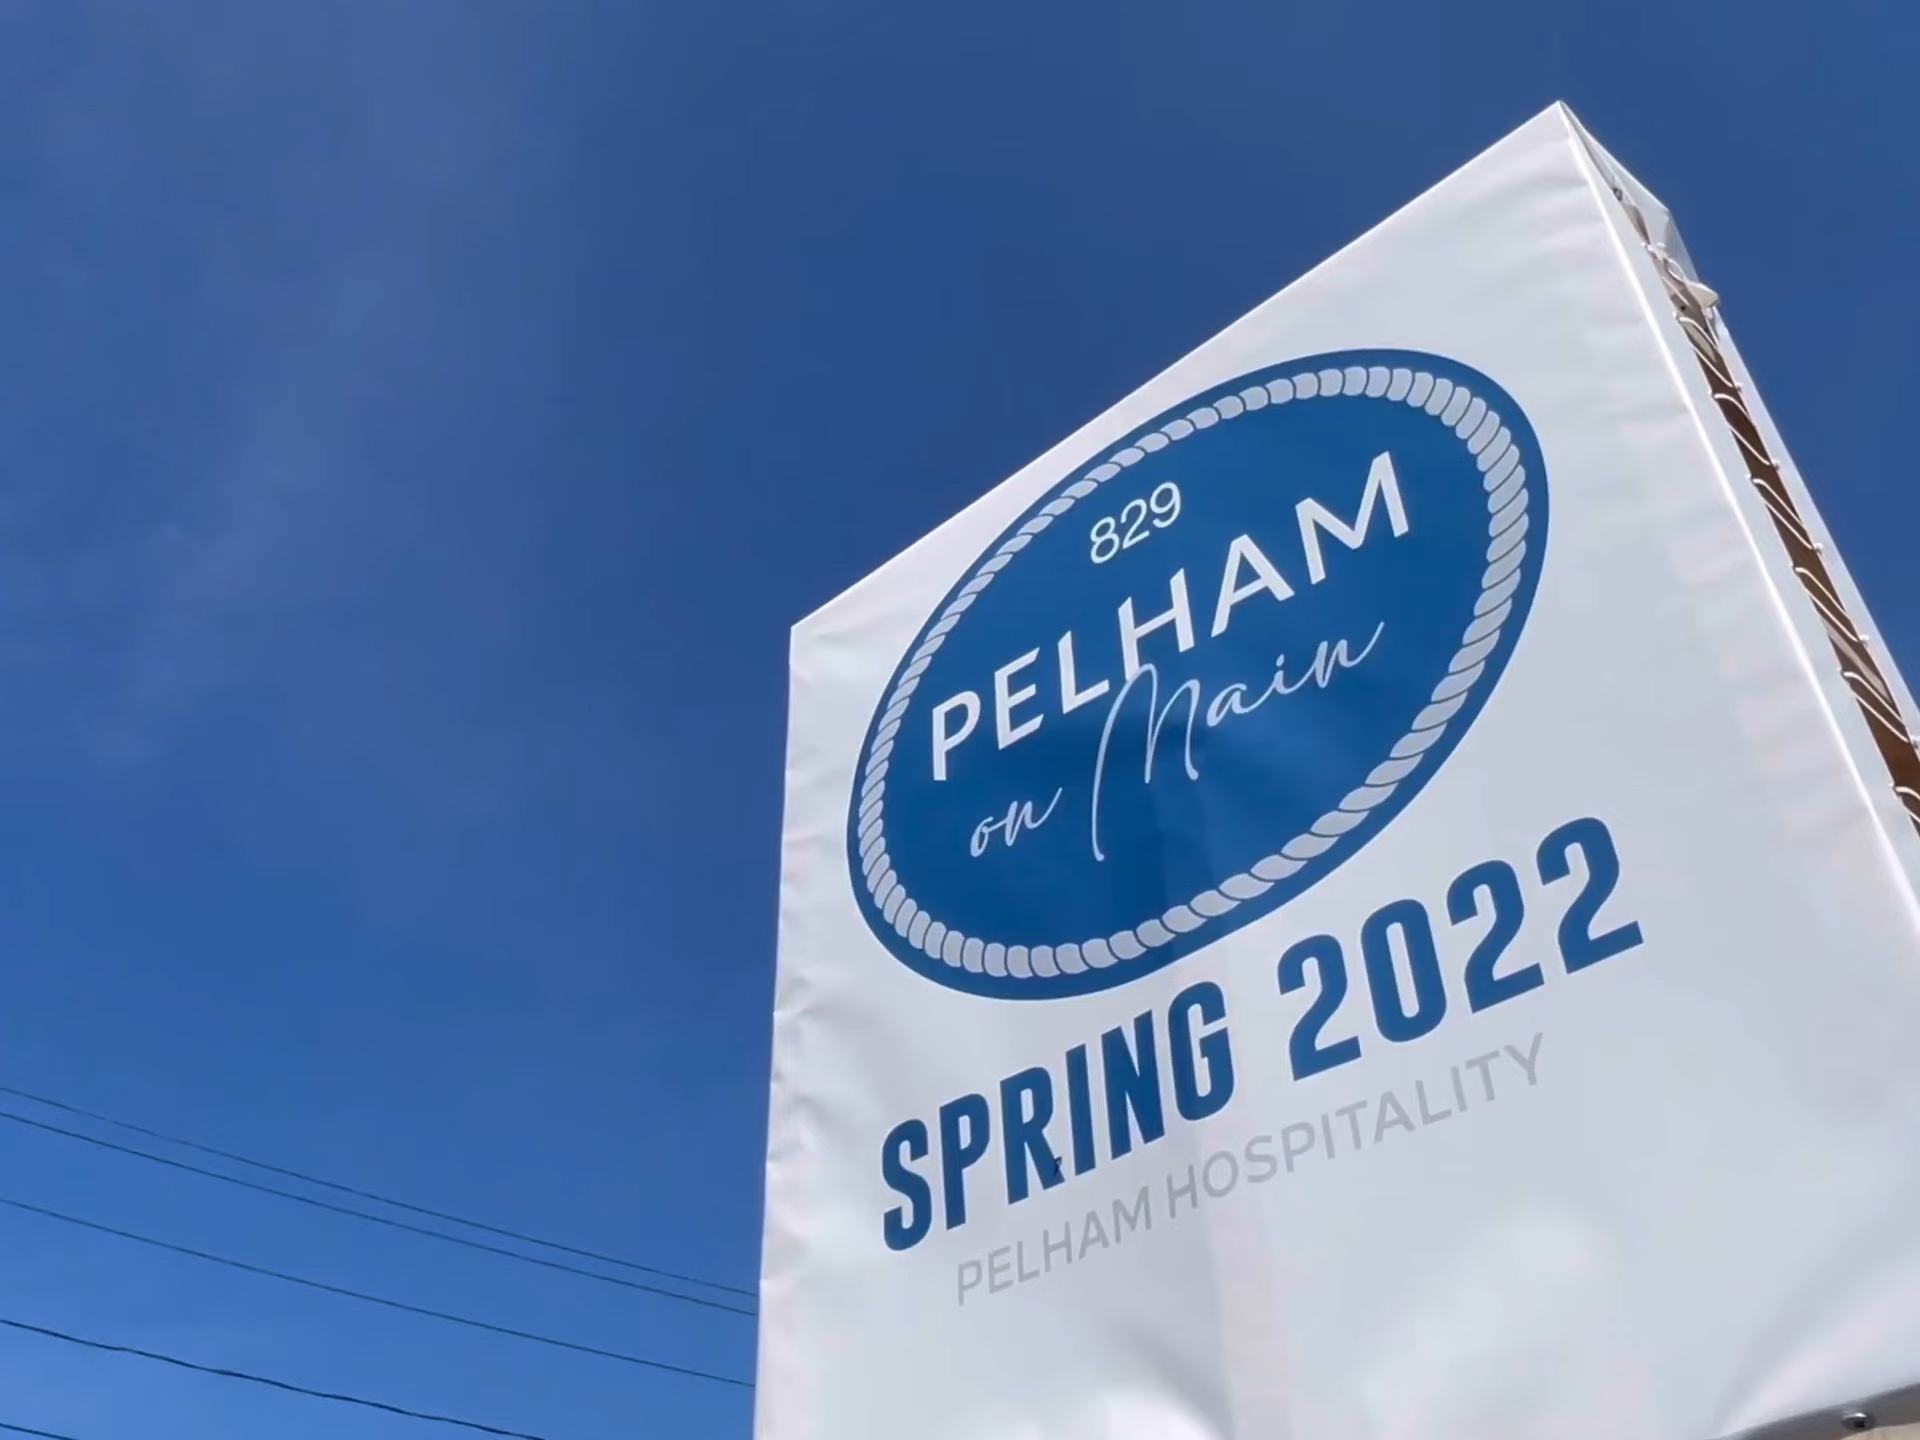 829
PELHAM
on Main
SPRING 2022
PELHAM HOSPITALITY